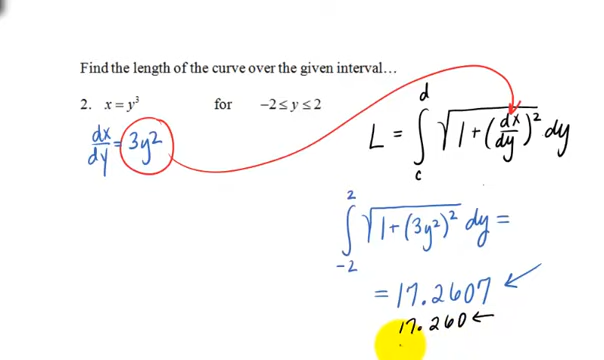 Find the length of the curve over the given interval…
2. x = y³ for −2 ≤ y ≤ 2
dx/dy = 3y²
L = ∫_c^d √(1 + (dx/dy)²) dy
∫_{-2}^{2} √(1 + (3y²)²) dy =
= 17.2607 ←
17.260 ←